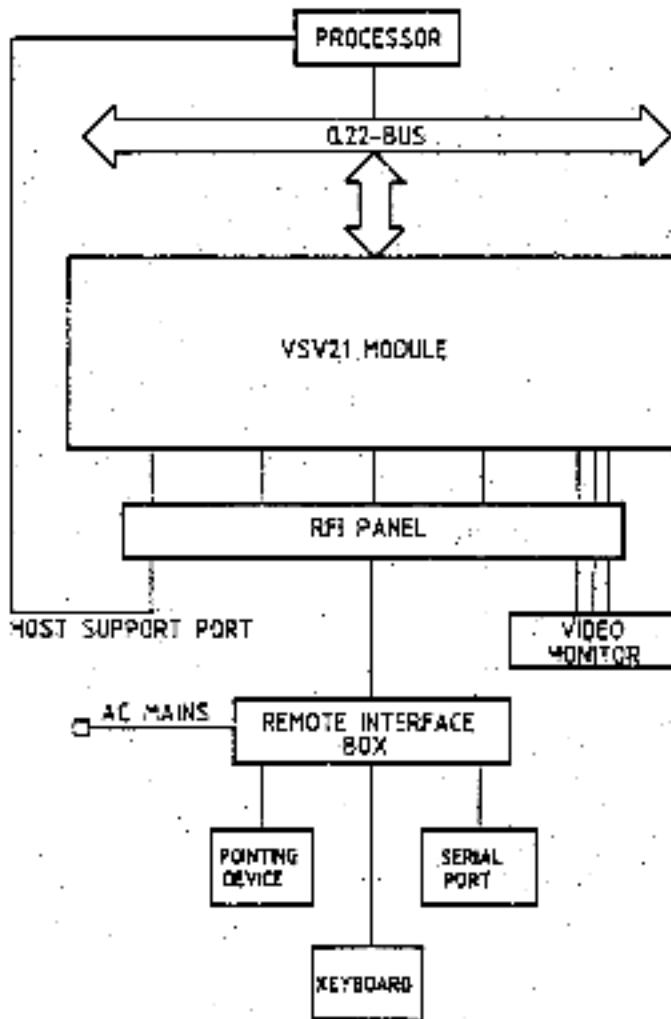 PROCESSOR
Q22-BUS
VSV21 MODULE
RFI PANEL
HOST SUPPORT PORT
VIDEO
MONITOR
AC MAINS
REMOTE INTERFACE
BOX
POINTING
DEVICE
SERIAL
PORT
KEYBOARD